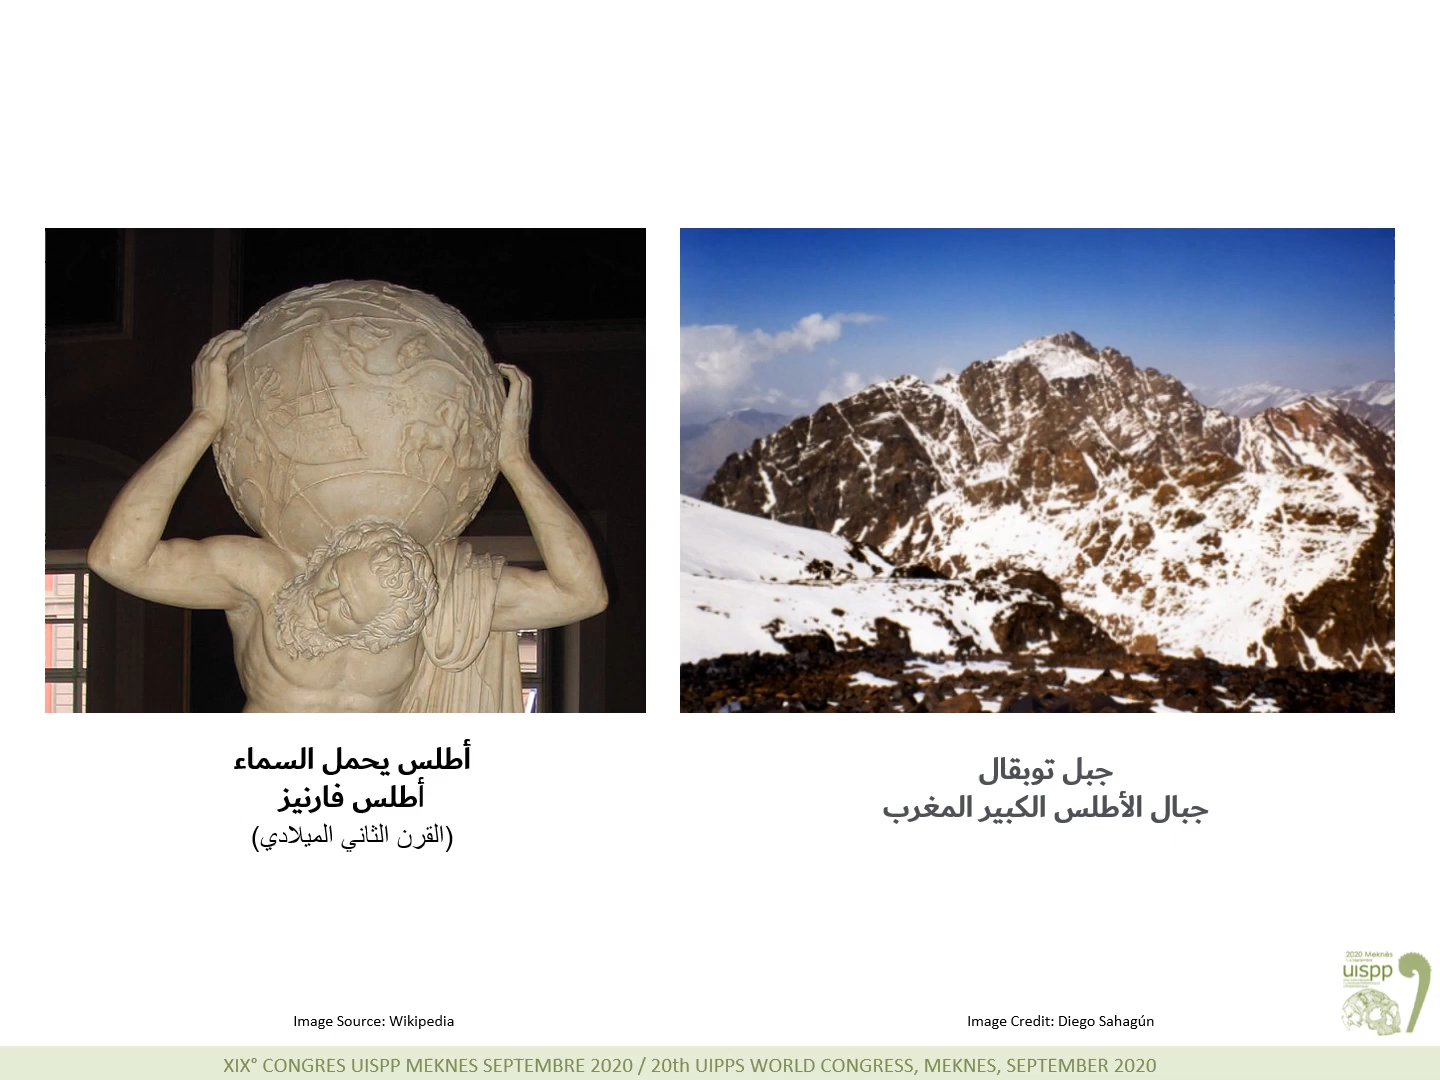 أطلس يحمل السماء
أطلس فارنيز
(القرن الثاني الميلادي)
جبل توبقال
جبال الأطلس الكبير المغرب
2020 Meknès
uispp
Image Source: Wikipedia
Image Credit: Diego Sahagún
XIX° CONGRES UISPP MEKNES SEPTEMBRE 2020 / 20th UIPPS WORLD CONGRESS, MEKNES, SEPTEMBER 2020